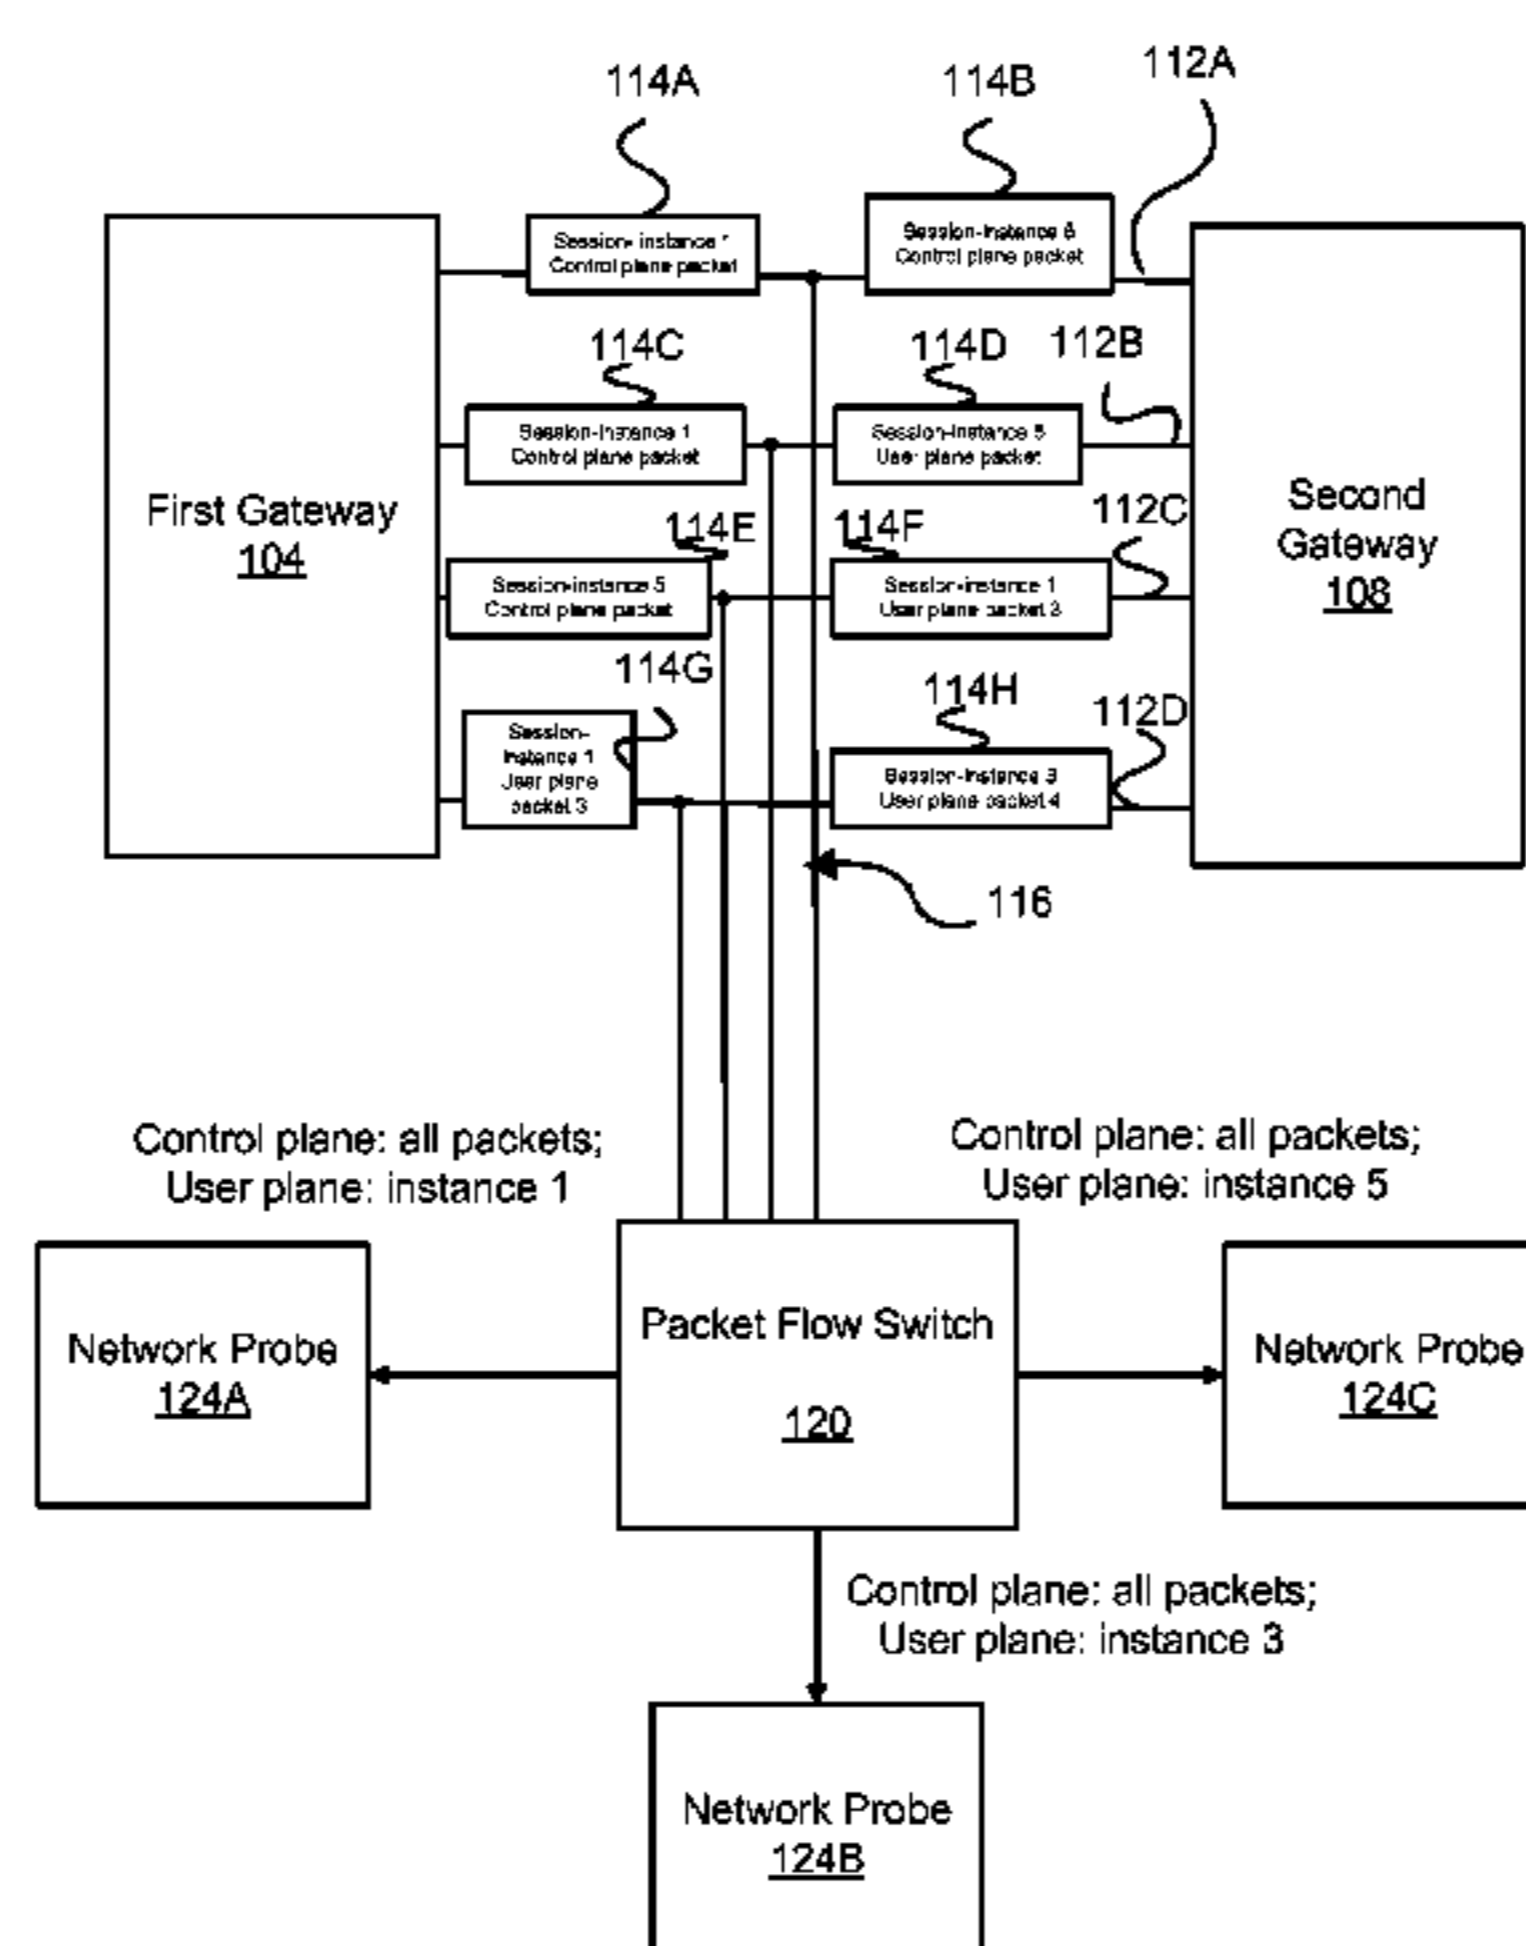 114A
114B
112A
Session-instance
Control plane packet
Session-instance
Control plane packet
114C
114D
112B
Session-instance 1
Control plane packet
Session-instance 5
User plane packet
First Gateway
104
Second
Gateway
108
114E
114F
112C
Session-instance 5
Control plane packet
Session-instance 1
User plane packet 3
114G
114H
112D
Session-
instance 1
User plane
packet 3
Session-instance 3
User plane packet 4
116
Control plane: all packets;
User plane: instance 1
Control plane: all packets;
User plane: instance 5
Network Probe
124A
Packet Flow Switch
120
Network Probe
124C
Control plane: all packets;
User plane: instance 3
Network Probe
124B